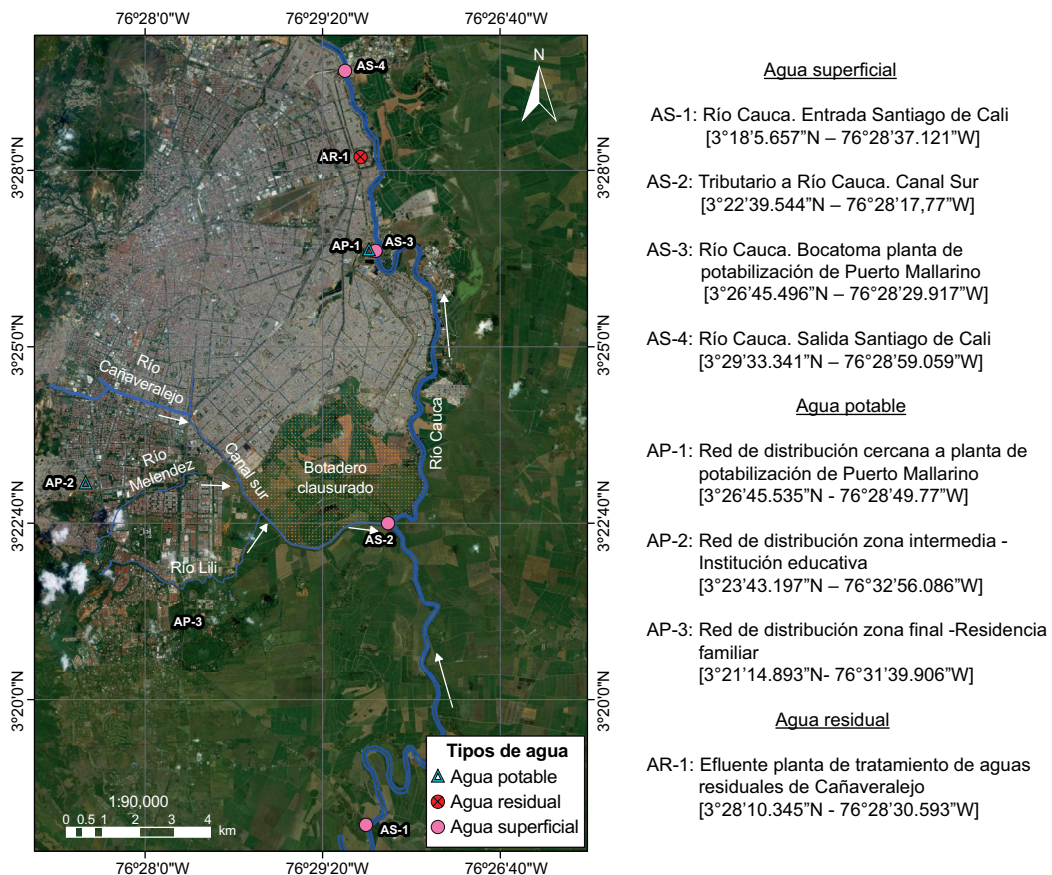 76°28'0"W
76°29'20"W
76°26'40"W
N
3°28'0"N
3°25'0"N
3°22'40"N
3°20'0"N
3°28'0"N
3°25'0"N
3°22'40"N
3°20'0"N
AS-4
AR-1
AP-1
AS-3
Río
Cañaveralejo
Río Cauca
AP-2
Río
Melendez
Canal sur
Botadero
clausurado
AS-2
Río Lili
AP-3
AS-1
1:90,000
0 0.5 1 2 3 4
km
Tipos de agua
Agua potable
Agua residual
Agua superficial
76°28'0"W
76°29'20"W
76°26'40"W
Agua superficial
AS-1: Río Cauca. Entrada Santiago de Cali
[3°18'5.657”N – 76°28'37.121”W]
AS-2: Tributario a Río Cauca. Canal Sur
[3°22'39.544”N – 76°28'17,77”W]
AS-3: Río Cauca. Bocatoma planta de
potabilización de Puerto Mallarino
[3°26'45.496”N – 76°28'29.917”W]
AS-4: Río Cauca. Salida Santiago de Cali
[3°29'33.341”N – 76°28'59.059”W]
Agua potable
AP-1: Red de distribución cercana a planta de
potabilización de Puerto Mallarino
[3°26'45.535”N - 76°28'49.77”W]
AP-2: Red de distribución zona intermedia -
Institución educativa
[3°23'43.197”N – 76°32'56.086”W]
AP-3: Red de distribución zona final -Residencia
familiar
[3°21'14.893”N- 76°31'39.906”W]
Agua residual
AR-1: Efluente planta de tratamiento de aguas
residuales de Cañaveralejo
[3°28'10.345”N - 76°28'30.593”W]